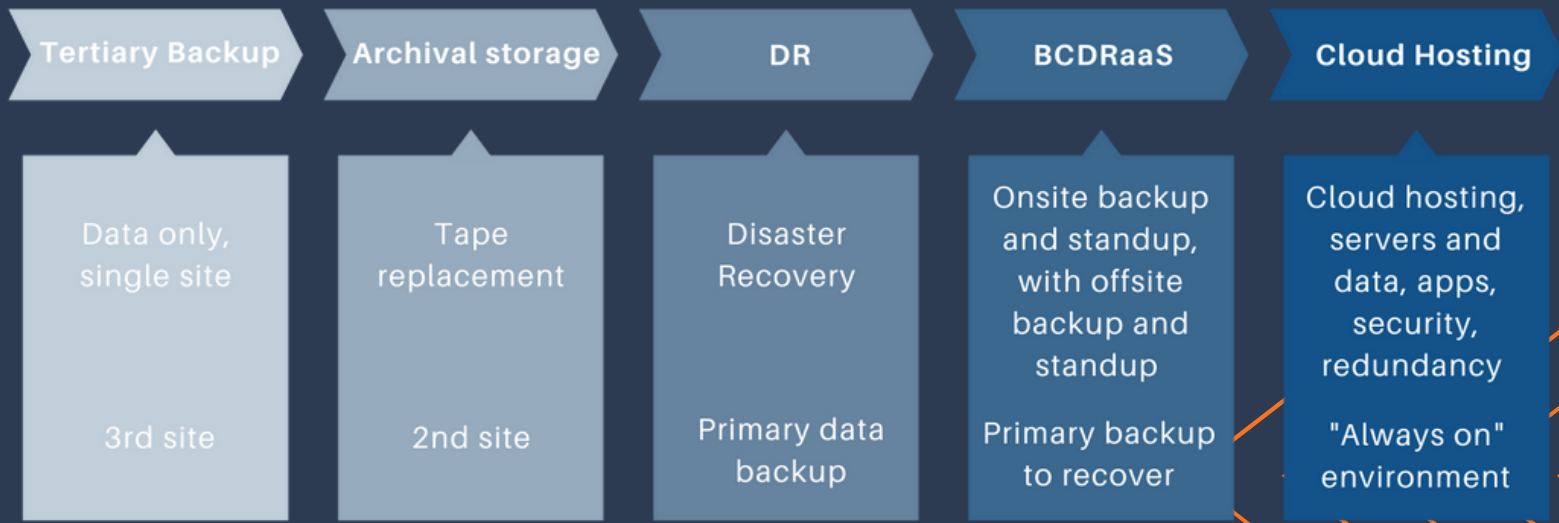 Tertiary Backup
Archival storage
DR
BCDRaaS
Cloud Hosting
Data only,
single site
3rd site
Tape
replacement
2nd site
Disaster
Recovery
Primary data
backup
Onsite backup
and standup,
with offsite
backup and
standup
Primary backup
to recover
Cloud hosting,
servers and
data, apps,
security,
redundancy
"Always on"
environment